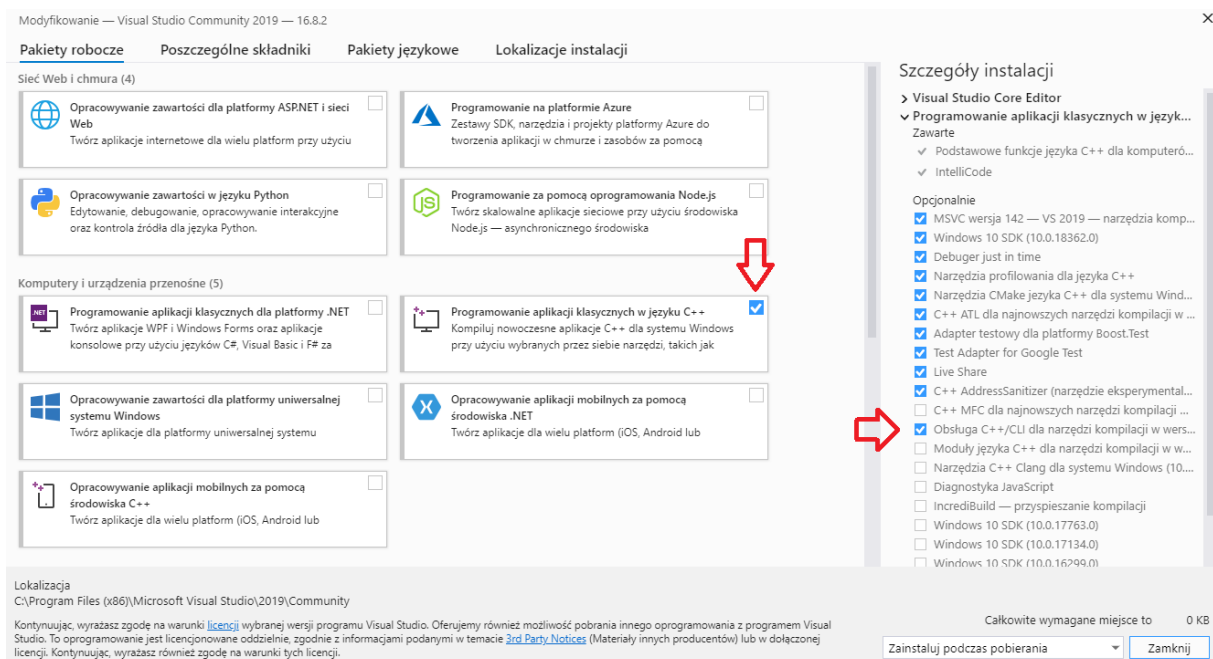 Modyfikowanie — Visual Studio Community 2019 — 16.8.2
Pakiety robocze
Poszczególne składniki
Pakiety językowe
Lokalizacje instalacji
Sieć Web i chmura (4)
Opracowywanie zawartości dla platformy ASP.NET i sieci
Web
Twórz aplikacje internetowe dla wielu platform przy użyciu
Programowanie na platformie Azure
Zestawy SDK, narzędzia i projekty platformy Azure do
tworzenia aplikacji w chmurze i zasobów za pomocą
Opracowywanie zawartości w języku Python
Edytowanie, debugowanie, opracowywanie interakcyjne
oraz kontrola źródła dla języka Python.
JS
Programowanie za pomocą oprogramowania Node.js
Twórz skalowalne aplikacje sieciowe przy użyciu środowiska
Node.js — asynchronicznego środowiska
Komputery i urządzenia przenośne (5)
.NET
Programowanie aplikacji klasycznych dla platformy .NET
Twórz aplikacje WPF i Windows Forms oraz aplikacje
konsolowe przy użyciu języków C#, Visual Basic i F# za
Programowanie aplikacji klasycznych w języku C++
Kompiluj nowoczesne aplikacje C++ dla systemu Windows
przy użyciu wybranych przez siebie narzędzi, takich jak
Opracowywanie zawartości dla platformy uniwersalnej
systemu Windows
Twórz aplikacje dla platformy uniwersalnej systemu
Opracowywanie aplikacji mobilnych za pomocą
środowiska .NET
Twórz aplikacje dla wielu platform (iOS, Android lub
Opracowywanie aplikacji mobilnych za pomocą
środowiska C++
Twórz aplikacje dla wielu platform (iOS, Android lub
Szczegóły instalacji
Visual Studio Core Editor
Programowanie aplikacji klasycznych w język...
Zawarte
Podstawowe funkcje języka C++ dla komputeró...
IntelliCode
Opcjonalnie
MSVC wersja 142 — VS 2019 — narzędzia komp...
Windows 10 SDK (10.0.18362.0)
Debuger just in time
Narzędzia profilowania dla języka C++
Narzędzia CMake jezyka C++ dla systemu Wind...
C++ ATL dla najnowszych narzędzi kompilacji w ...
Adapter testowy dla platformy Boost.Test
Test Adapter for Google Test
Live Share
C++ AddressSanitizer (narzędzie eksperymental...
C++ MFC dla najnowszych narzędzi kompilacji ...
Obsługa C++/CLI dla narzędzi kompilacji w wers...
Moduły języka C++ dla narzędzi kompilacji w w...
Narzędzia C++ Clang dla systemu Windows (10....
Diagnostyka JavaScript
IncrediBuild — przyspieszanie kompilacji
Windows 10 SDK (10.0.17763.0)
Windows 10 SDK (10.0.17134.0)
Windows 10 SDK (10.0.16299.0)
Lokalizacja
C:\Program Files (x86)\Microsoft Visual Studio\2019\Community
Kontynuując, wyrażasz zgodę na warunki licencji wybranej wersji programu Visual Studio. Oferujemy również możliwość pobrania innego oprogramowania z programem Visual
Studio. To oprogramowanie jest licencjonowane oddzielnie, zgodnie z informacjami podanymi w temacie 3rd Party Notices (Materiały innych producentów) lub w dołączonej
licencji. Kontynuując, wyrażasz również zgodę na warunki tych licencji.
Całkowite wymagane miejsce to 0 KB
Zainstaluj podczas pobierania
Zamknij